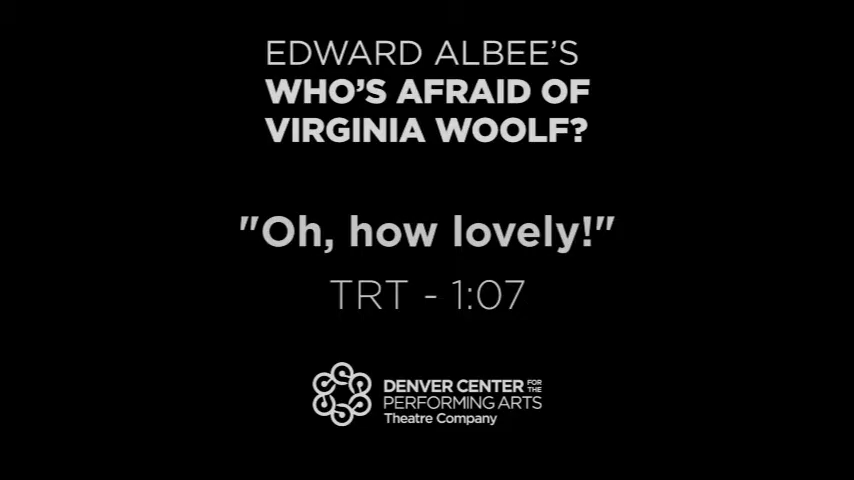 EDWARD ALBEE'S
WHO'S AFRAID OF
VIRGINIA WOOLF?
"Oh, how lovely!"
TRT - 1:07
DENVER CENTER FOR THE
PERFORMING ARTS
Theatre Company